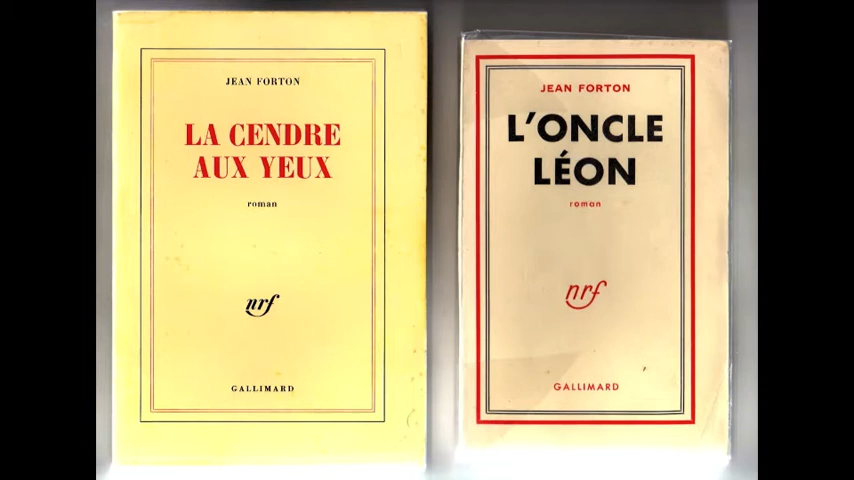 JEAN FORTON
LA CENDRE
AUX YEUX
roman
nrf
GALLIMARD
JEAN FORTON
L'ONCLE
LÉON
roman
nrf
GALLIMARD